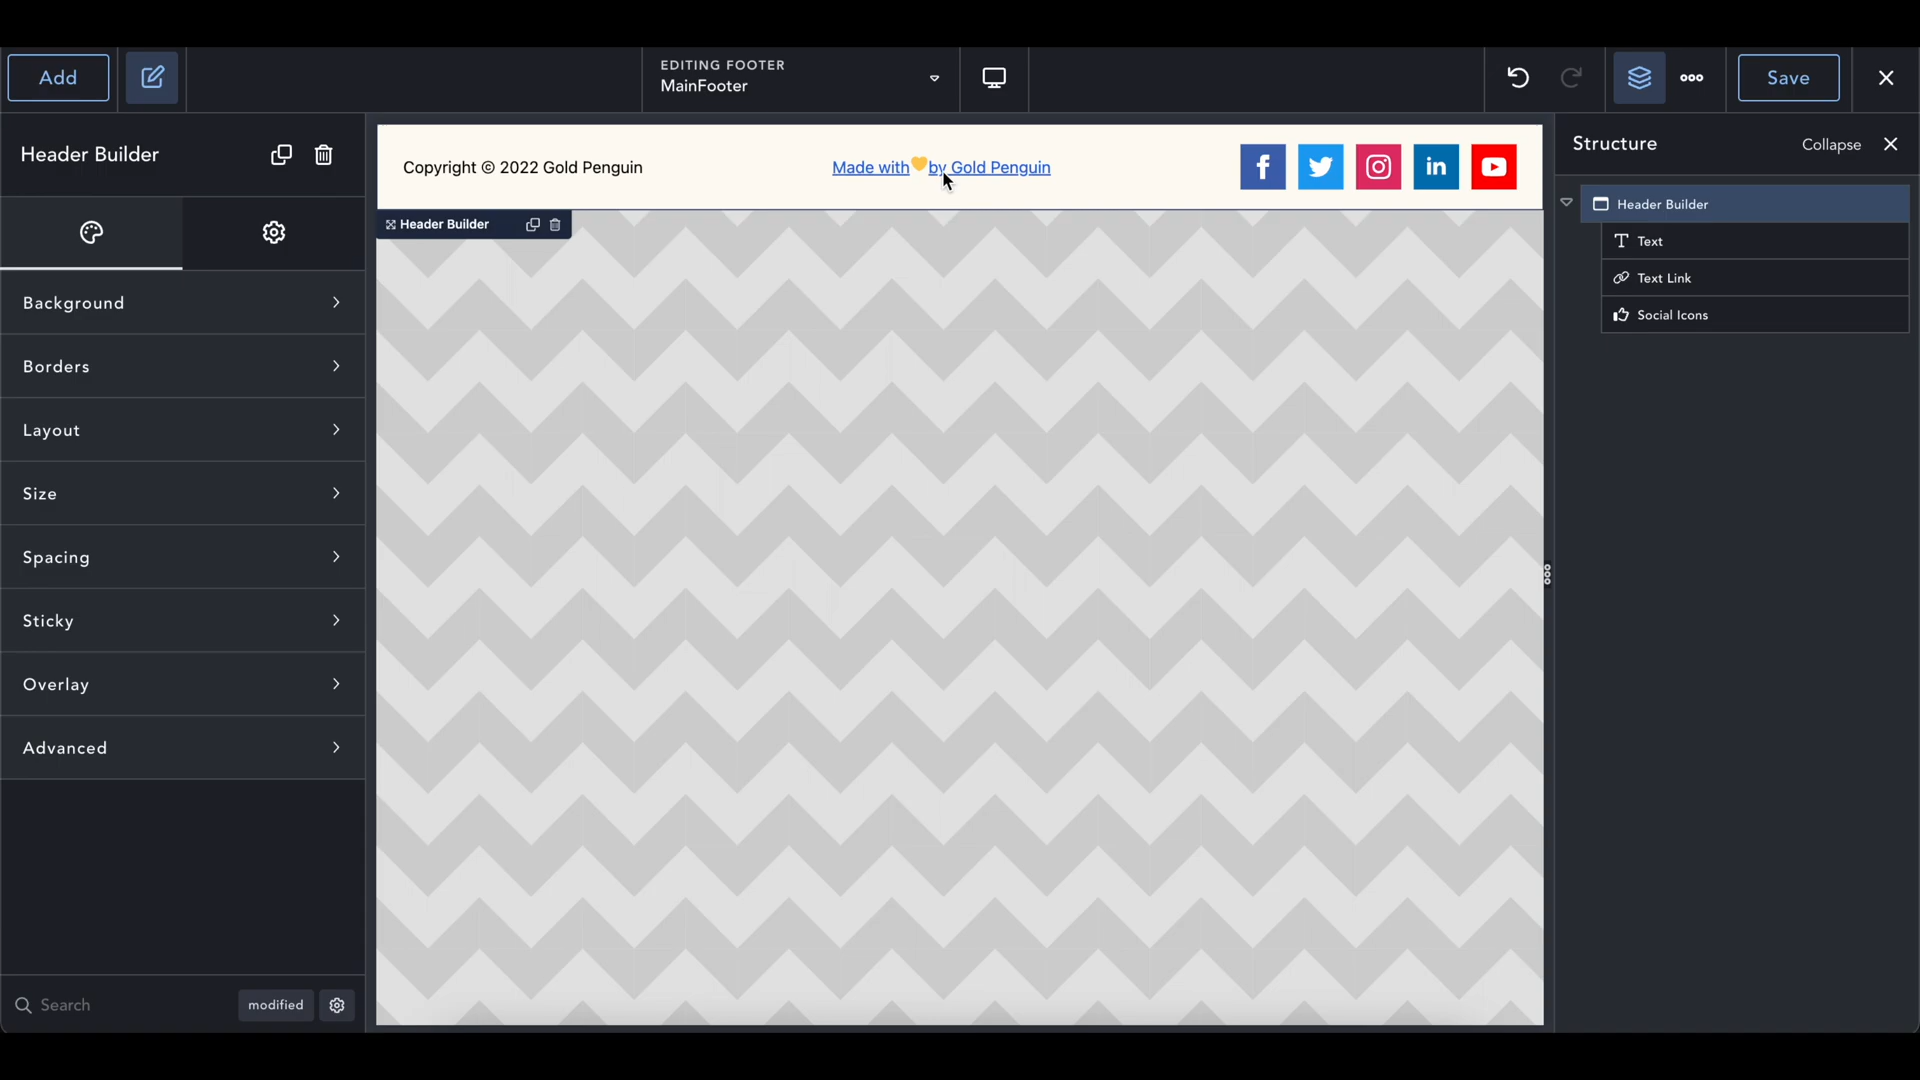 Add
EDITING FOOTER
MainFooter
Save
Header Builder
Background
Borders
Layout
Size
Spacing
Sticky
Overlay
Advanced
Search
modified
Copyright © 2022 Gold Penguin
Made with💛by Gold Penguin
Header Builder
Structure
Collapse
Header Builder
Text
Text Link
Social Icons